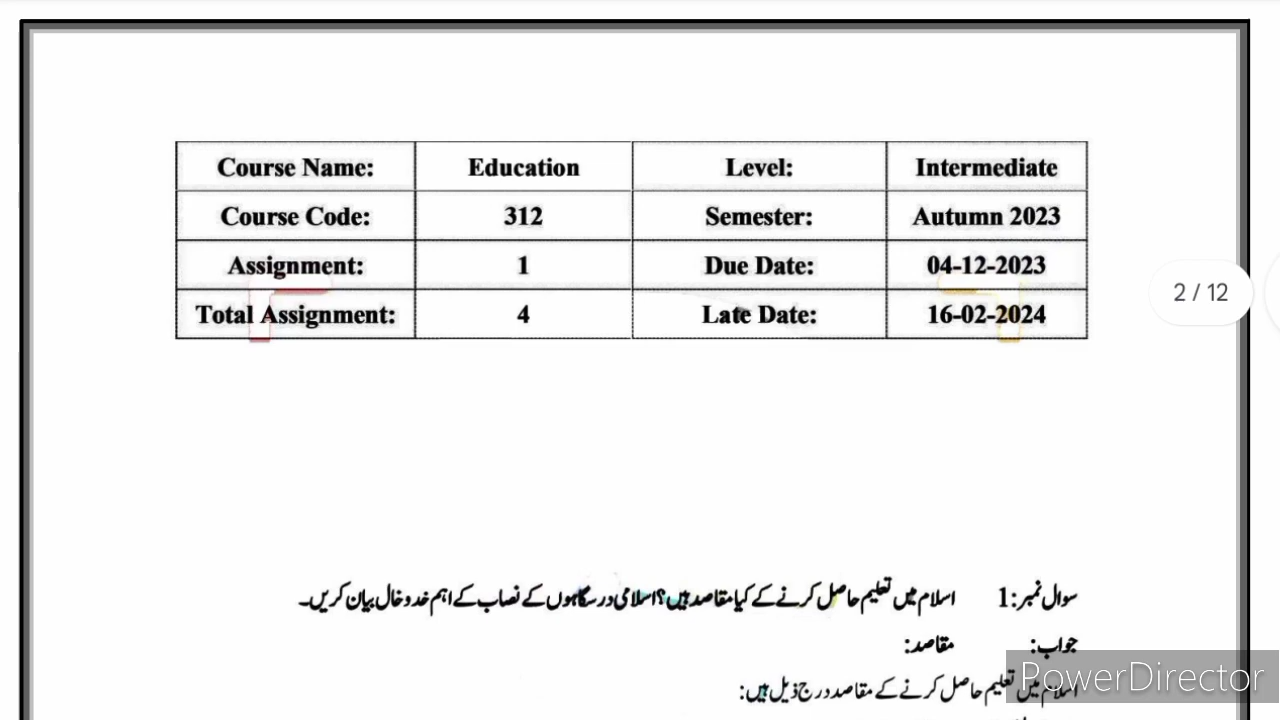 Course Name: Education Level: Intermediate
Course Code: 312 Semester: Autumn 2023
Assignment: 1 Due Date: 04-12-2023
Total Assignment: 4 Late Date: 16-02-2024
2 / 12
سوال نمبر:1 اسلام میں تعلیم حاصل کرنے کے کیا مقاصد ہیں؟ اسلامی درسگاہوں کے نصاب کے اہم خدوخال بیان کریں۔
جواب: مقاصد:
اسلام میں تعلیم حاصل کرنے کے مقاصد درج ذیل ہیں:
PowerDirector